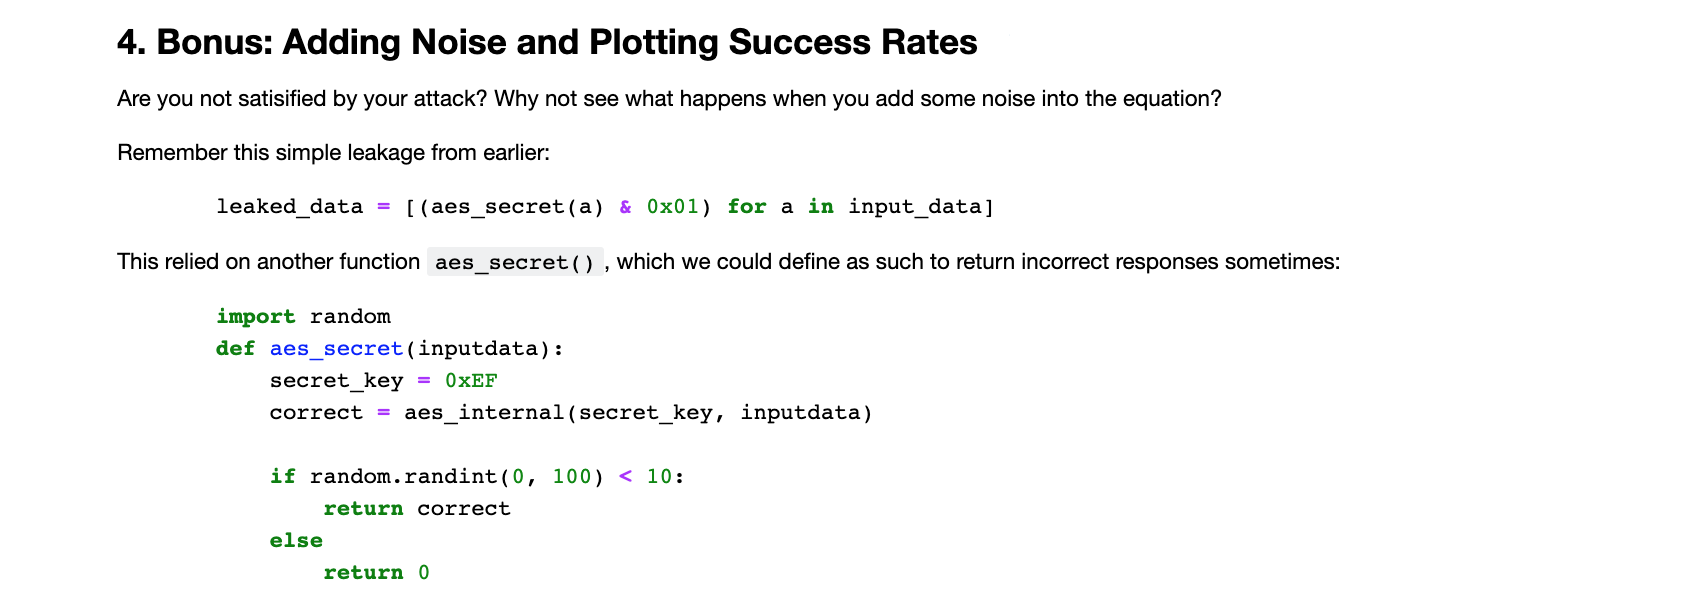 4. Bonus: Adding Noise and Plotting Success Rates
Are you not satisified by your attack? Why not see what happens when you add some noise into the equation?
Remember this simple leakage from earlier:
leaked_data = [(aes_secret(a) & 0x01) for a in input_data]
This relied on another function aes_secret() , which we could define as such to return incorrect responses sometimes:
import random
def aes_secret(inputdata):
    secret_key = 0xEF
    correct = aes_internal(secret_key, inputdata)
    if random.randint(0, 100) < 10:
        return correct
    else
        return 0